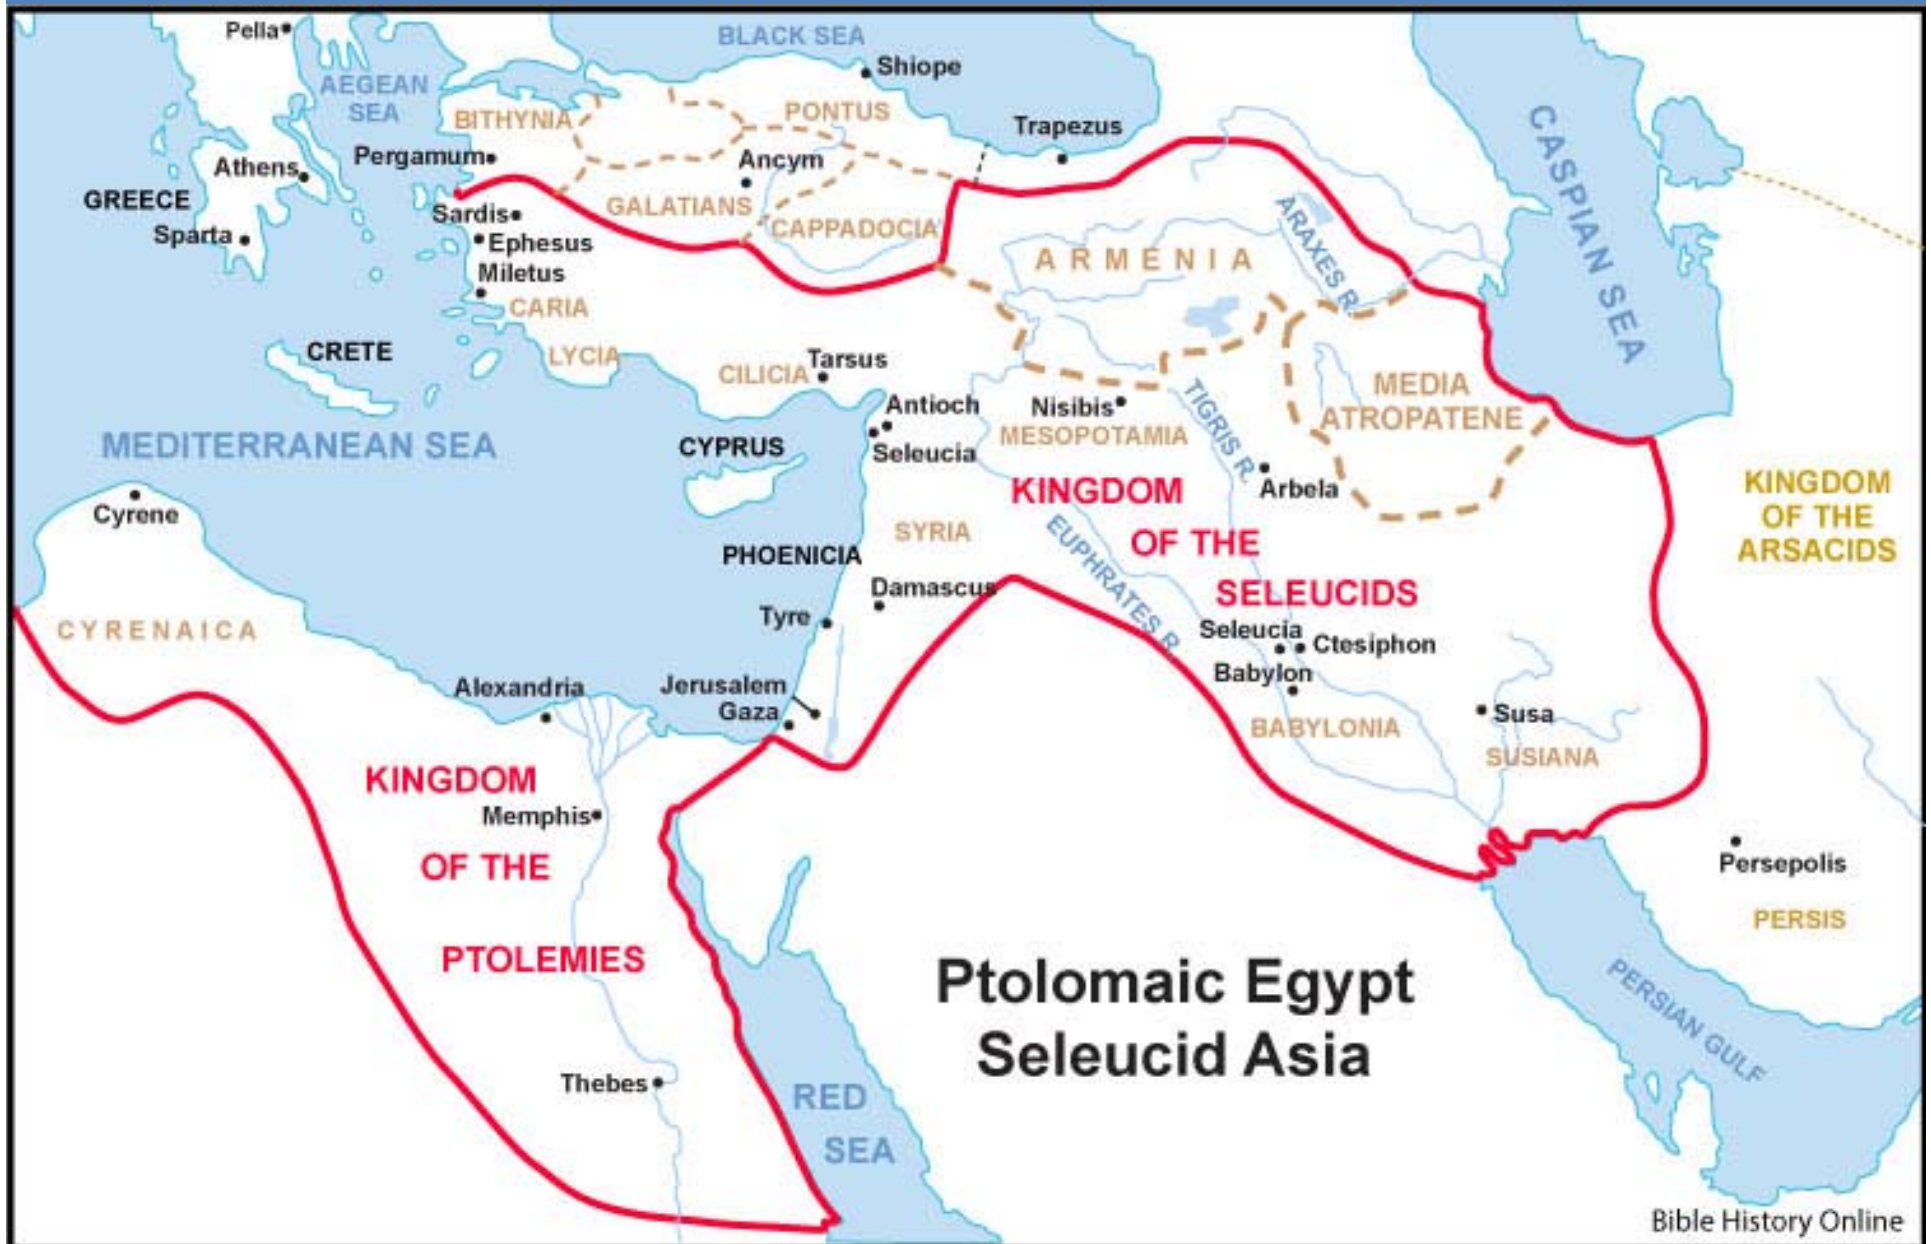 Pella
BLACK SEA
Shiope
AEGEAN
SEA
BITHYNIA
PONTUS
Trapezus
CASPIAN SEA
Pergamum
Ancym
Athens
GREECE
Sparta
Sardis
GALATIANS
CAPPADOCIA
ARAXES R.
Ephesus
ARMENIA
Miletus
CARIA
CRETE
LYCIA
CILICIA
Tarsus
MEDIA
ATROPATENE
Antioch
Nisibis
TIGRIS R.
MEDITERRANEAN SEA
CYPRUS
Seleucia
MESOPOTAMIA
Arbela
KINGDOM
OF THE
SELEUCIDS
KINGDOM
OF THE
ARSACIDS
Cyrene
SYRIA
EUPHRATES R.
PHOENICIA
Damascus
Tyre
CYRENAICA
Seleucia
Ctesiphon
Babylon
Alexandria
Jerusalem
Gaza
BABYLONIA
Susa
SUSIANA
KINGDOM
OF THE
PTOLEMIES
Memphis
Persepolis
PERSIS
Ptolomaic Egypt
Seleucid Asia
PERSIAN GULF
Thebes
RED
SEA
Bible History Online